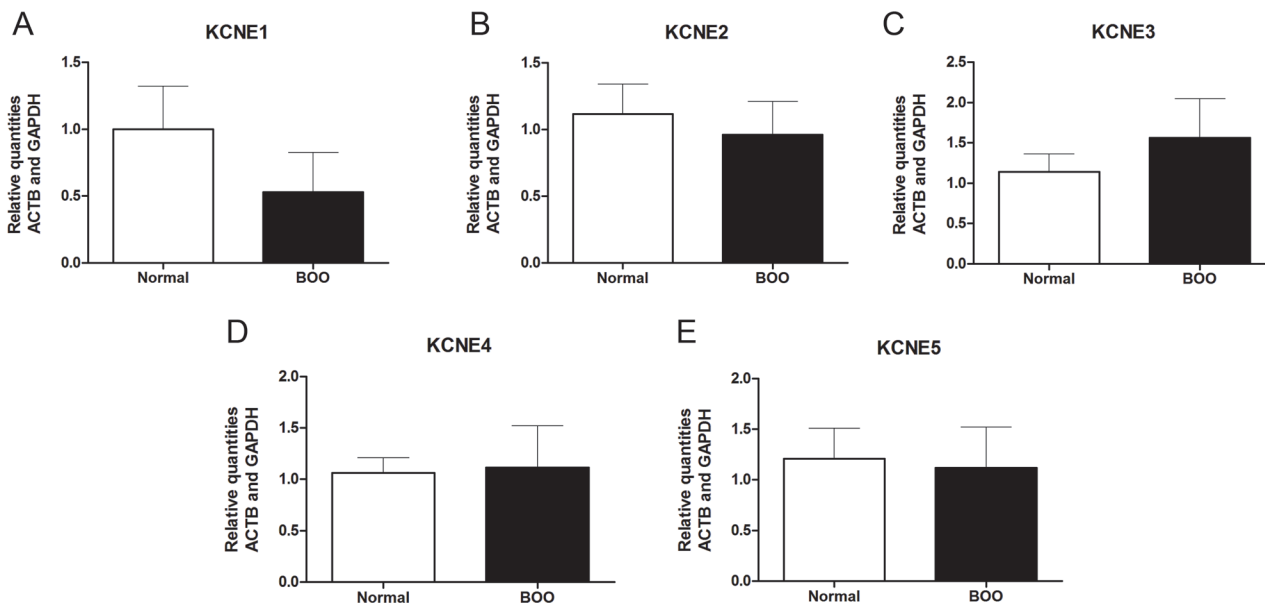 A
KCNE1
Relative quantities
ACTB and GAPDH
1.5
1.0
0.5
0.0
Normal
BOO
B
KCNE2
Relative quantities
ACTB and GAPDH
1.5
1.0
0.5
0.0
Normal
BOO
C
KCNE3
Relative quantities
ACTB and GAPDH
2.5
2.0
1.5
1.0
0.5
0.0
Normal
BOO
D
KCNE4
Relative quantities
ACTB and GAPDH
2.0
1.5
1.0
0.5
0.0
Normal
BOO
E
KCNE5
Relative quantities
ACTB and GAPDH
2.0
1.5
1.0
0.5
0.0
Normal
BOO